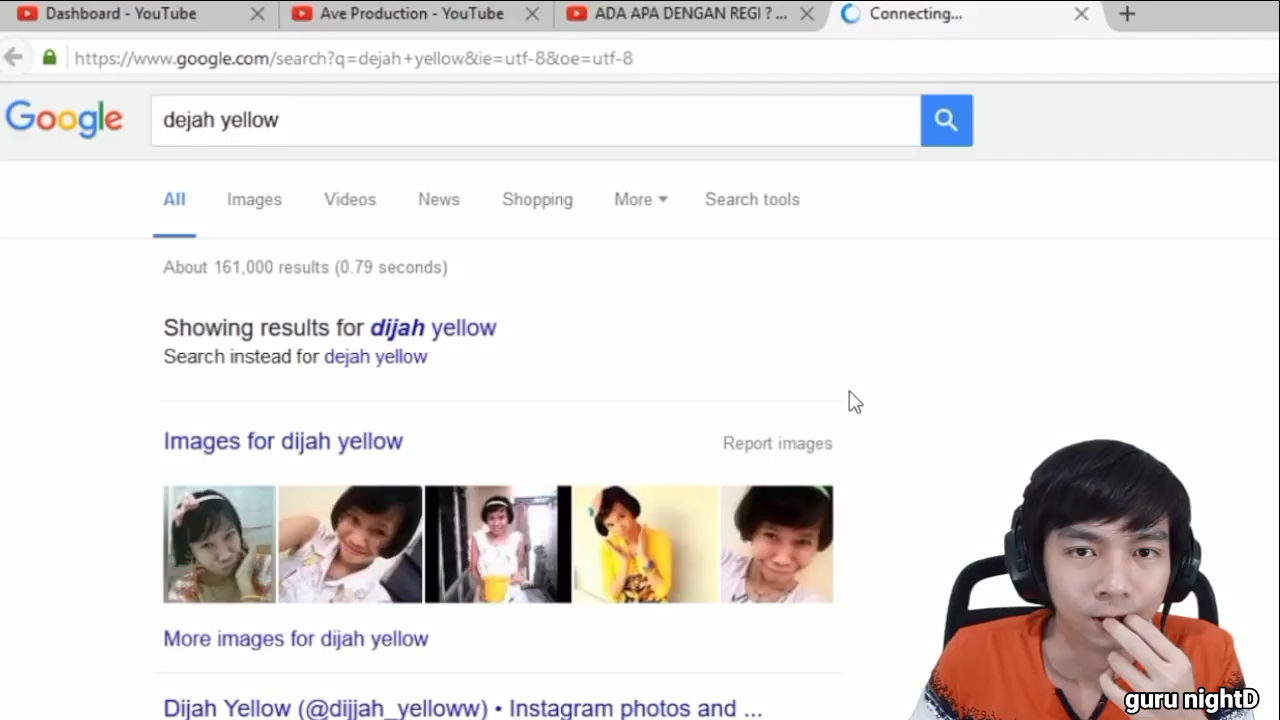 Dashboard - YouTube
Ave Production - YouTube
ADA APA DENGAN REGI ? ...
Connecting...
https://www.google.com/search?q=dejah+yellow&ie=utf-8&oe=utf-8
Google
dejah yellow
All
Images
Videos
News
Shopping
More
Search tools
About 161,000 results (0.79 seconds)
Showing results for dijah yellow
Search instead for dejah yellow
Images for dijah yellow
Report images
More images for dijah yellow
Dijah Yellow (@dijjah_yelloww) • Instagram photos and ...
guru nightD